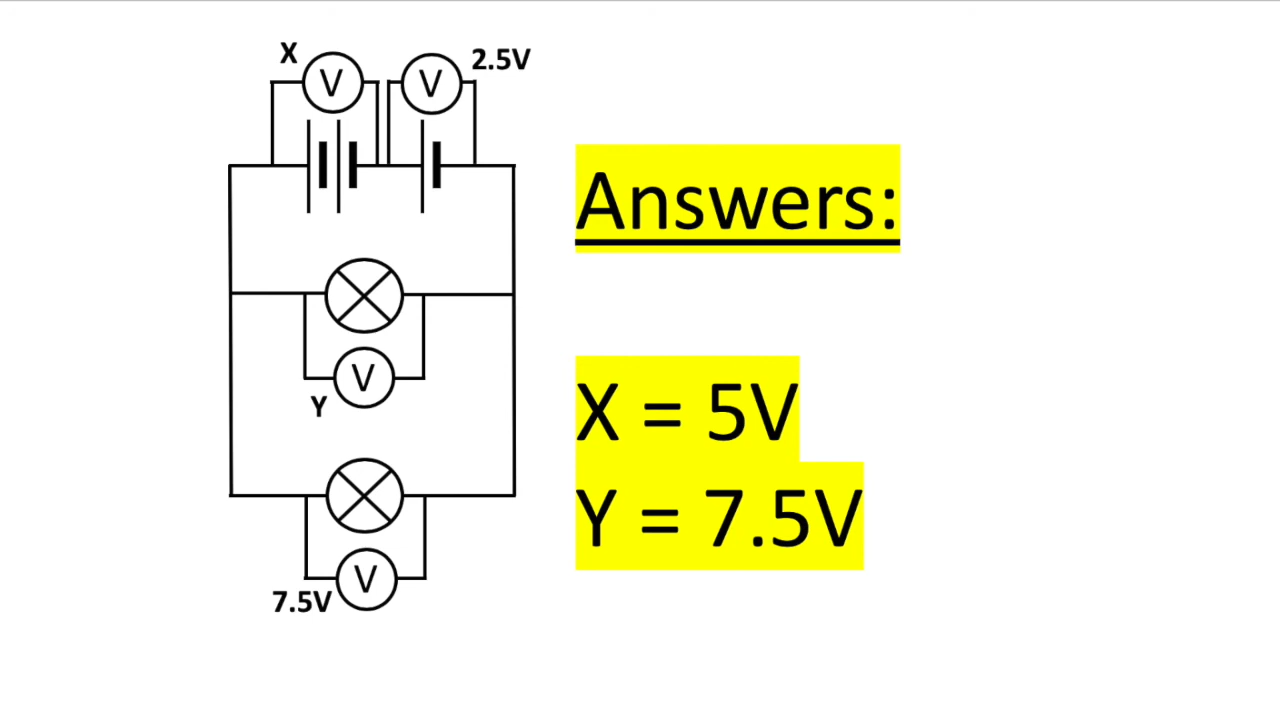 X
2.5V
V
V
Answers:
V
Y
X = 5V
Y = 7.5V
V
7.5V